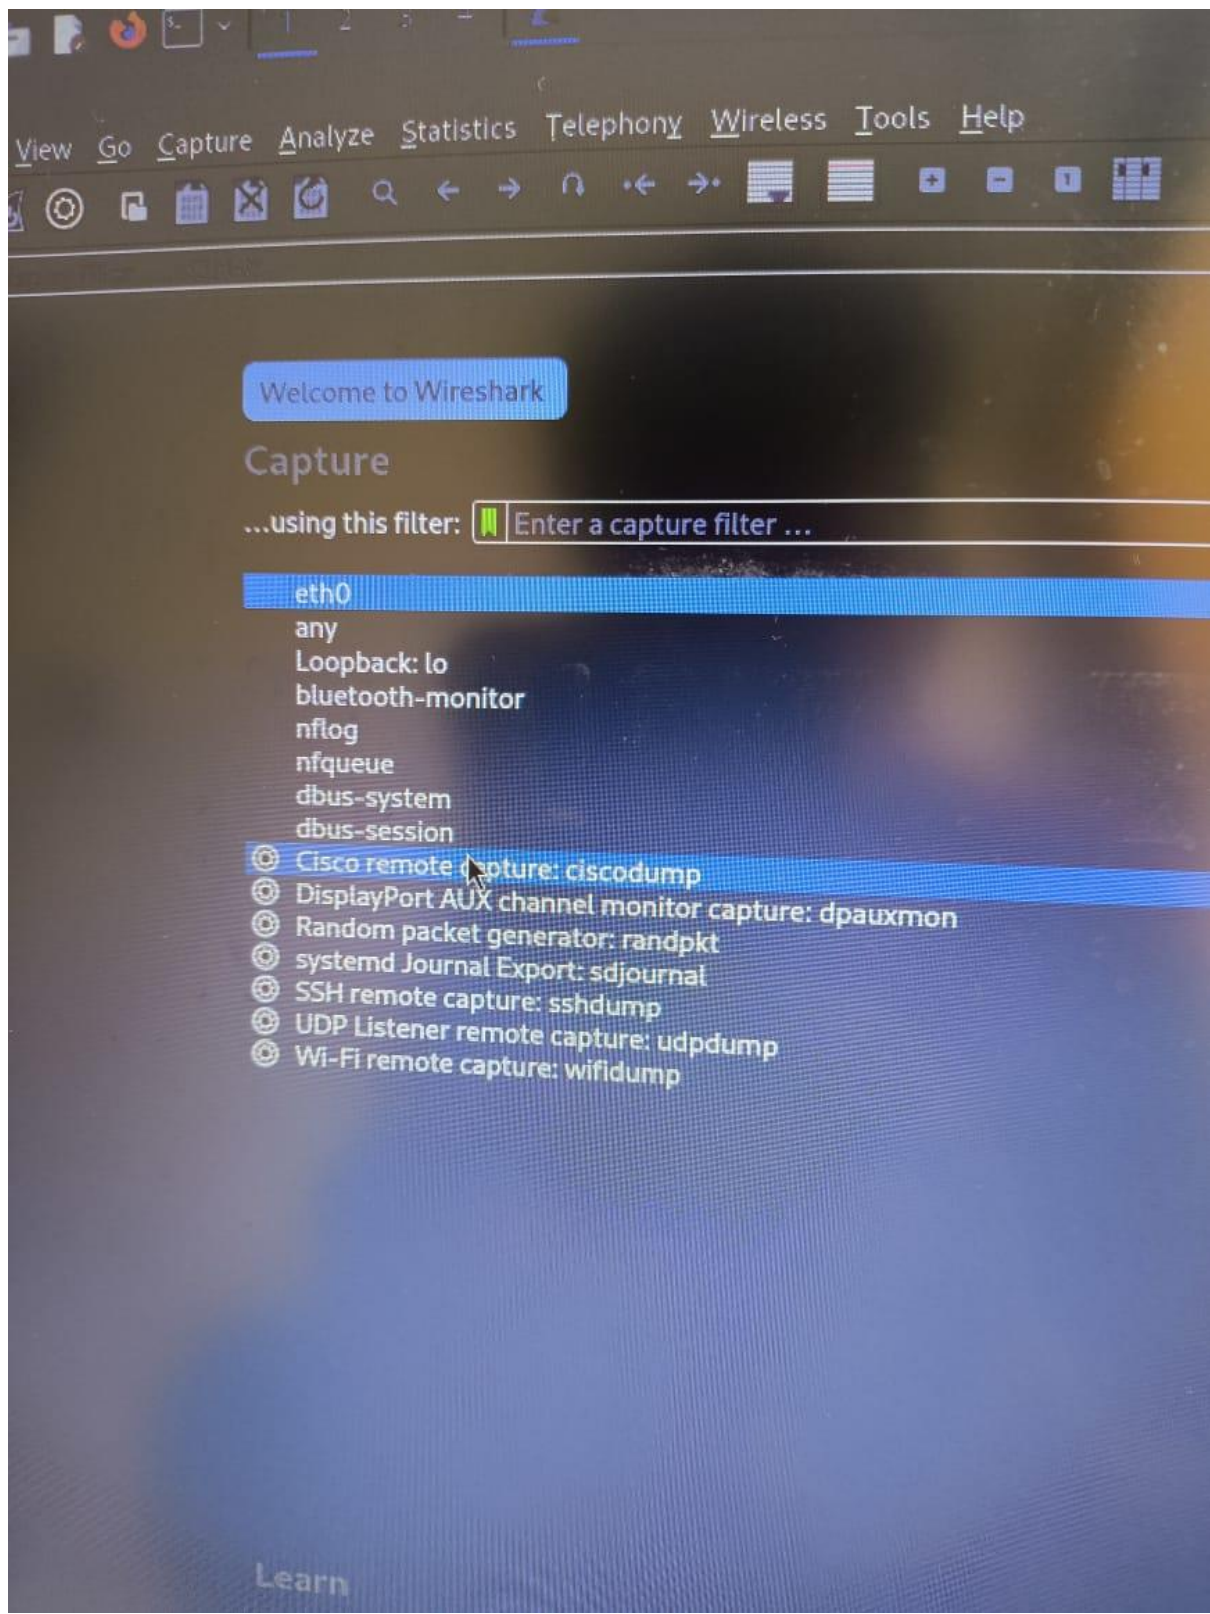 1 2
View Go Capture Analyze Statistics Telephony Wireless Tools Help
Welcome to Wireshark
Capture
...using this filter: Enter a capture filter ...
eth0
any
Loopback: lo
bluetooth-monitor
nflog
nfqueue
dbus-system
dbus-session
Cisco remote capture: ciscodump
DisplayPort AUX channel monitor capture: dpauxmon
Random packet generator: randpkt
systemd Journal Export: sdjournal
SSH remote capture: sshdump
UDP Listener remote capture: udpdump
Wi-Fi remote capture: wifidump
Learn